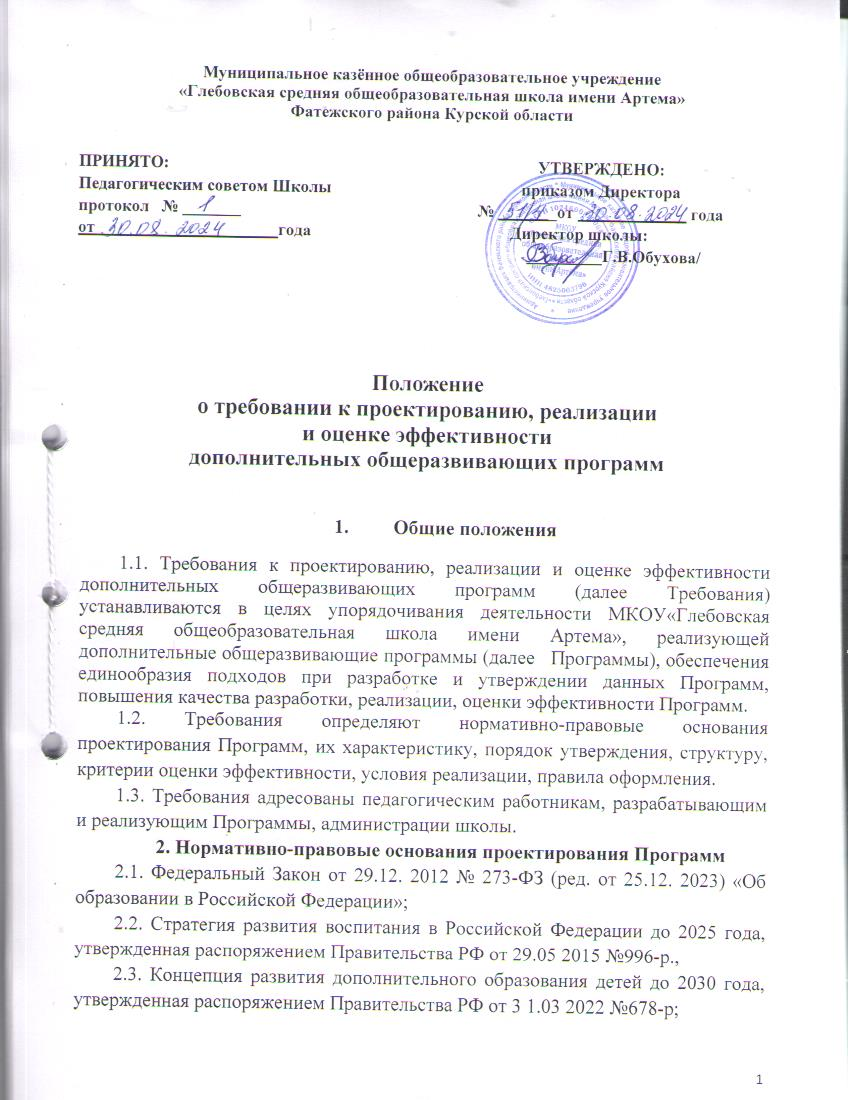 Муниципальное казённое общеобразовательное учреждение
«Глебовская средняя общеобразовательная школа имени Артема»
Фатежского района Курской области
ПРИНЯТО:
Педагогическим советом Школы
протокол № 1
от 30.08.2024 года
УТВЕРЖДЕНО:
приказом Директора
№ 51/3 от 30.08.2024 года
Директор школы:
Г.В.Обухова/
Положение
о требовании к проектированию, реализации
и оценке эффективности
дополнительных общеразвивающих программ
1. Общие положения
1.1. Требования к проектированию, реализации и оценке эффективности
дополнительных общеразвивающих программ (далее Требования)
устанавливаются в целях упорядочивания деятельности МКОУ«Глебовская
средняя общеобразовательная школа имени Артема», реализующей
дополнительные общеразвивающие программы (далее Программы), обеспечения
единообразия подходов при разработке и утверждении данных Программ,
повышения качества разработки, реализации, оценки эффективности Программ.
1.2. Требования определяют нормативно-правовые основания
проектирования Программ, их характеристику, порядок утверждения, структуру,
критерии оценки эффективности, условия реализации, правила оформления.
1.3. Требования адресованы педагогическим работникам, разрабатывающим
и реализующим Программы, администрации школы.
2. Нормативно-правовые основания проектирования Программ
2.1. Федеральный Закон от 29.12. 2012 № 273-ФЗ (ред. от 25.12. 2023) «Об
образовании в Российской Федерации»;
2.2. Стратегия развития воспитания в Российской Федерации до 2025 года,
утвержденная распоряжением Правительства РФ от 29.05 2015 №996-р.,
2.3. Концепция развития дополнительного образования детей до 2030 года,
утвержденная распоряжением Правительства РФ от 3 1.03 2022 №678-р;
1